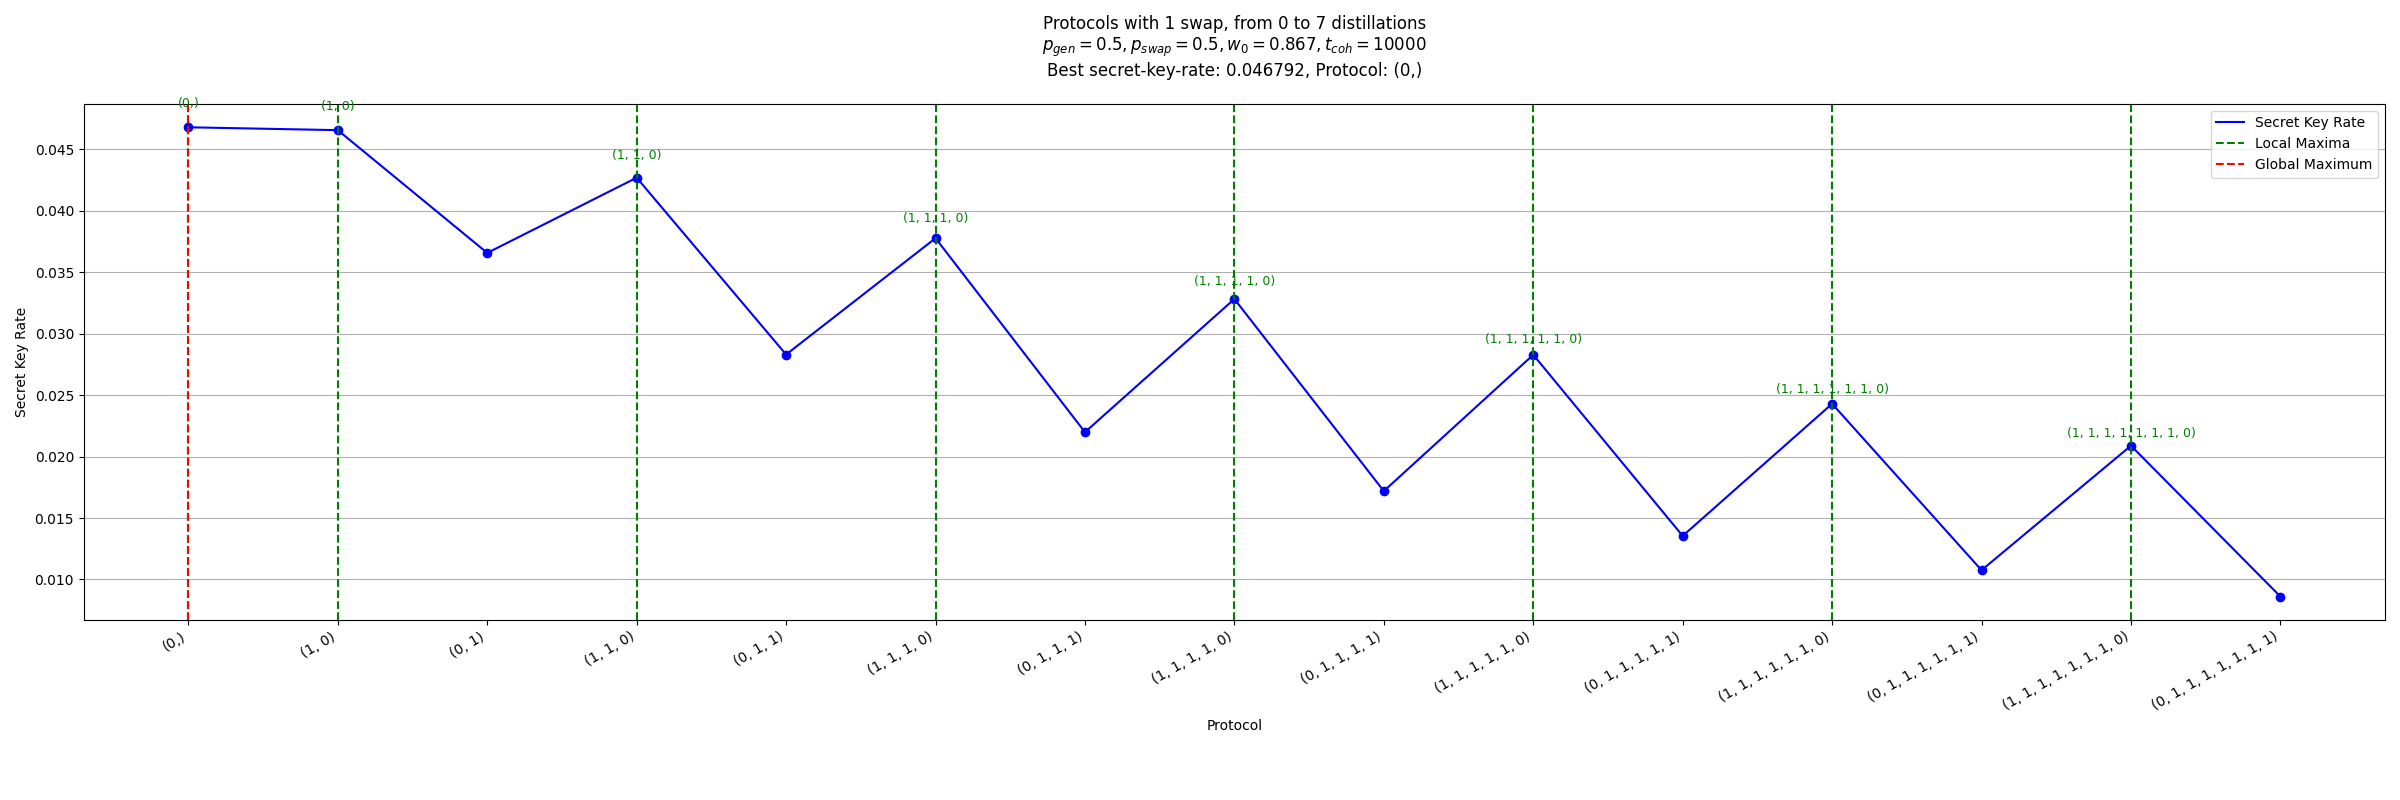 Protocols with 1 swap, from 0 to 7 distillations
p_gen = 0.5, p_swap = 0.5, w_0 = 0.867, t_coh = 10000
Best secret-key-rate: 0.046792, Protocol: (0,)
(0,)
(1, 0)
(1, 1, 0)
(1, 1, 1, 0)
(1, 1, 1, 1, 0)
(1, 1, 1, 1, 1, 0)
(1, 1, 1, 1, 1, 1, 0)
(1, 1, 1, 1, 1, 1, 1, 0)
Secret Key Rate
Local Maxima
Global Maximum
Secret Key Rate
0.045
0.040
0.035
0.030
0.025
0.020
0.015
0.010
(0,)
(1, 0)
(0, 1)
(1, 1, 0)
(0, 1, 1)
(1, 1, 1, 0)
(0, 1, 1, 1)
(1, 1, 1, 1, 0)
(0, 1, 1, 1, 1)
(1, 1, 1, 1, 1, 0)
(0, 1, 1, 1, 1, 1)
(1, 1, 1, 1, 1, 1, 0)
(0, 1, 1, 1, 1, 1, 1)
(1, 1, 1, 1, 1, 1, 1, 0)
(0, 1, 1, 1, 1, 1, 1, 1)
Protocol